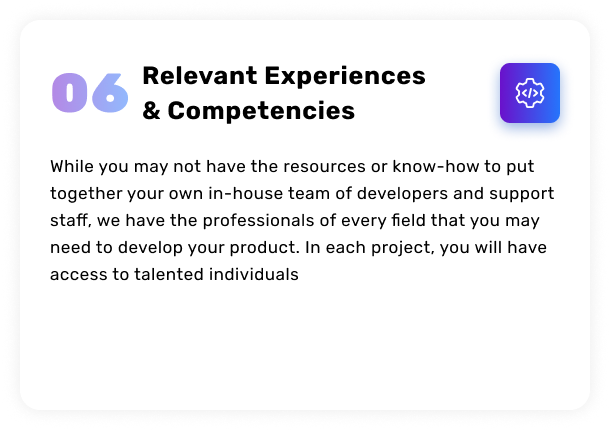 06
Relevant Experiences
& Competencies
</>
While you may not have the resources or know-how to put
together your own in-house team of developers and support
staff, we have the professionals of every field that you may
need to develop your product. In each project, you will have
access to talented individuals